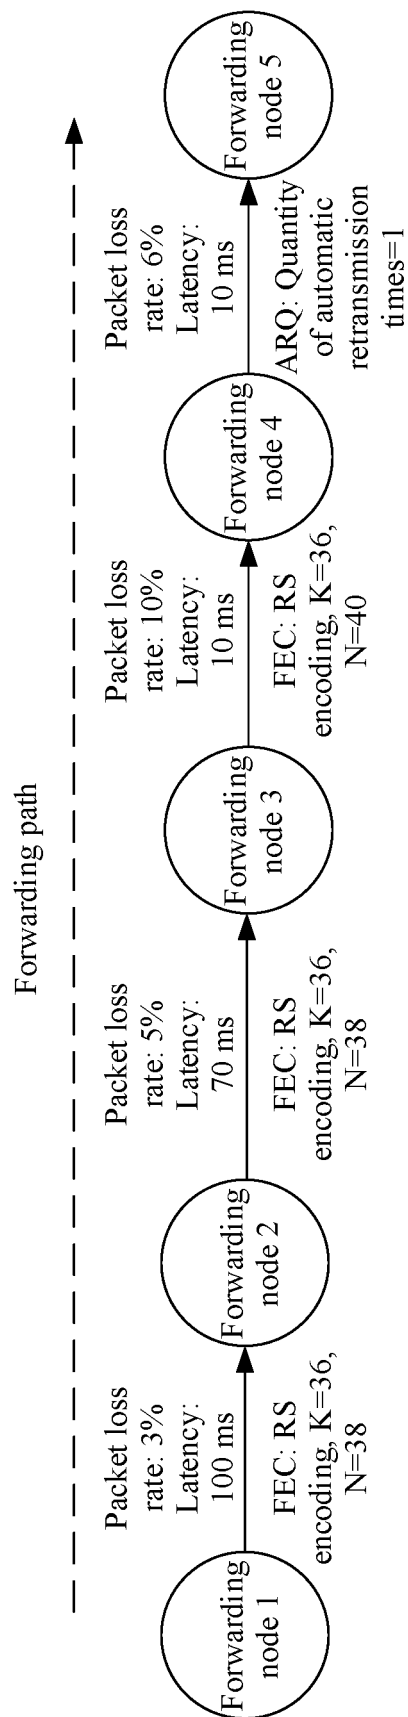 Forwarding path
Forwarding
node 1
Packet loss
rate: 3%
Latency:
100 ms
FEC: RS
encoding, K=36,
N=38
Forwarding
node 2
Packet loss
rate: 5%
Latency:
70 ms
FEC: RS
encoding, K=36,
N=38
Forwarding
node 3
Packet loss
rate: 10%
Latency:
10 ms
FEC: RS
encoding, K=36,
N=40
Forwarding
node 4
Packet loss
rate: 6%
Latency:
10 ms
ARQ: Quantity
of automatic
retransmission
times=1
Forwarding
node 5